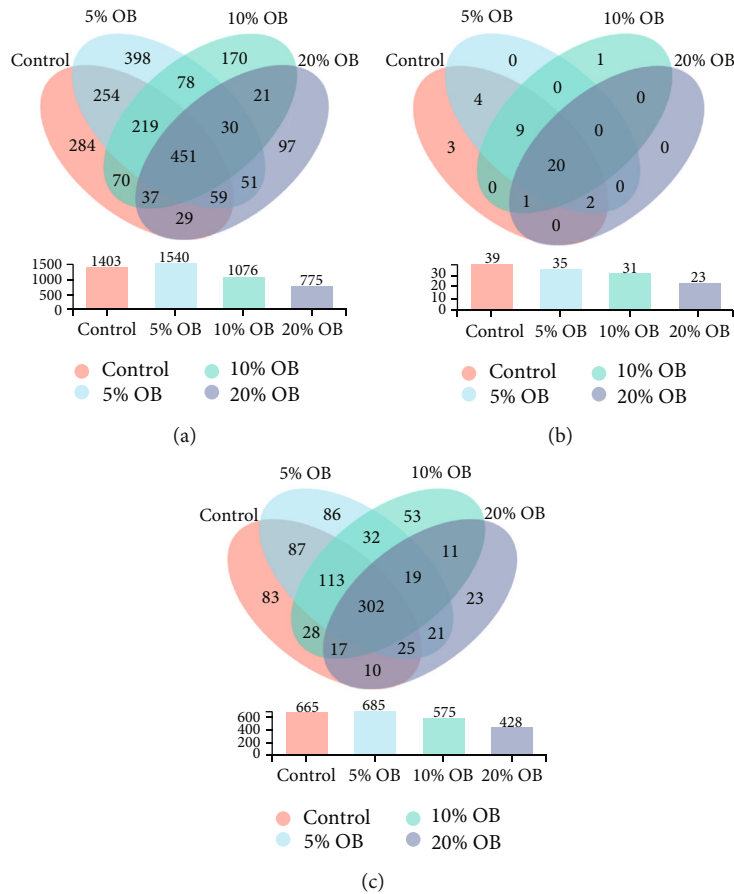 5% OB 10% OB
Control 398 170 20% OB
254 78 21
219 30
284 451 97
70 51
37 59
29
1500
1000
500
0
1403 1540 1076 775
Control 5% OB 10% OB 20% OB
Control 10% OB
5% OB 20% OB
(a)
5% OB 10% OB
Control 0 1 20% OB
4 0 0
9 0
3 20 0
0 0
1 2
0
30
20
10
0
39 35 31 23
Control 5% OB 10% OB 20% OB
Control 10% OB
5% OB 20% OB
(b)
5% OB 10% OB
Control 86 53 20% OB
87 32 11
113 19
83 302 23
28 21
17 25
10
600
400
200
0
665 685 575 428
Control 5% OB 10% OB 20% OB
Control 10% OB
5% OB 20% OB
(c)